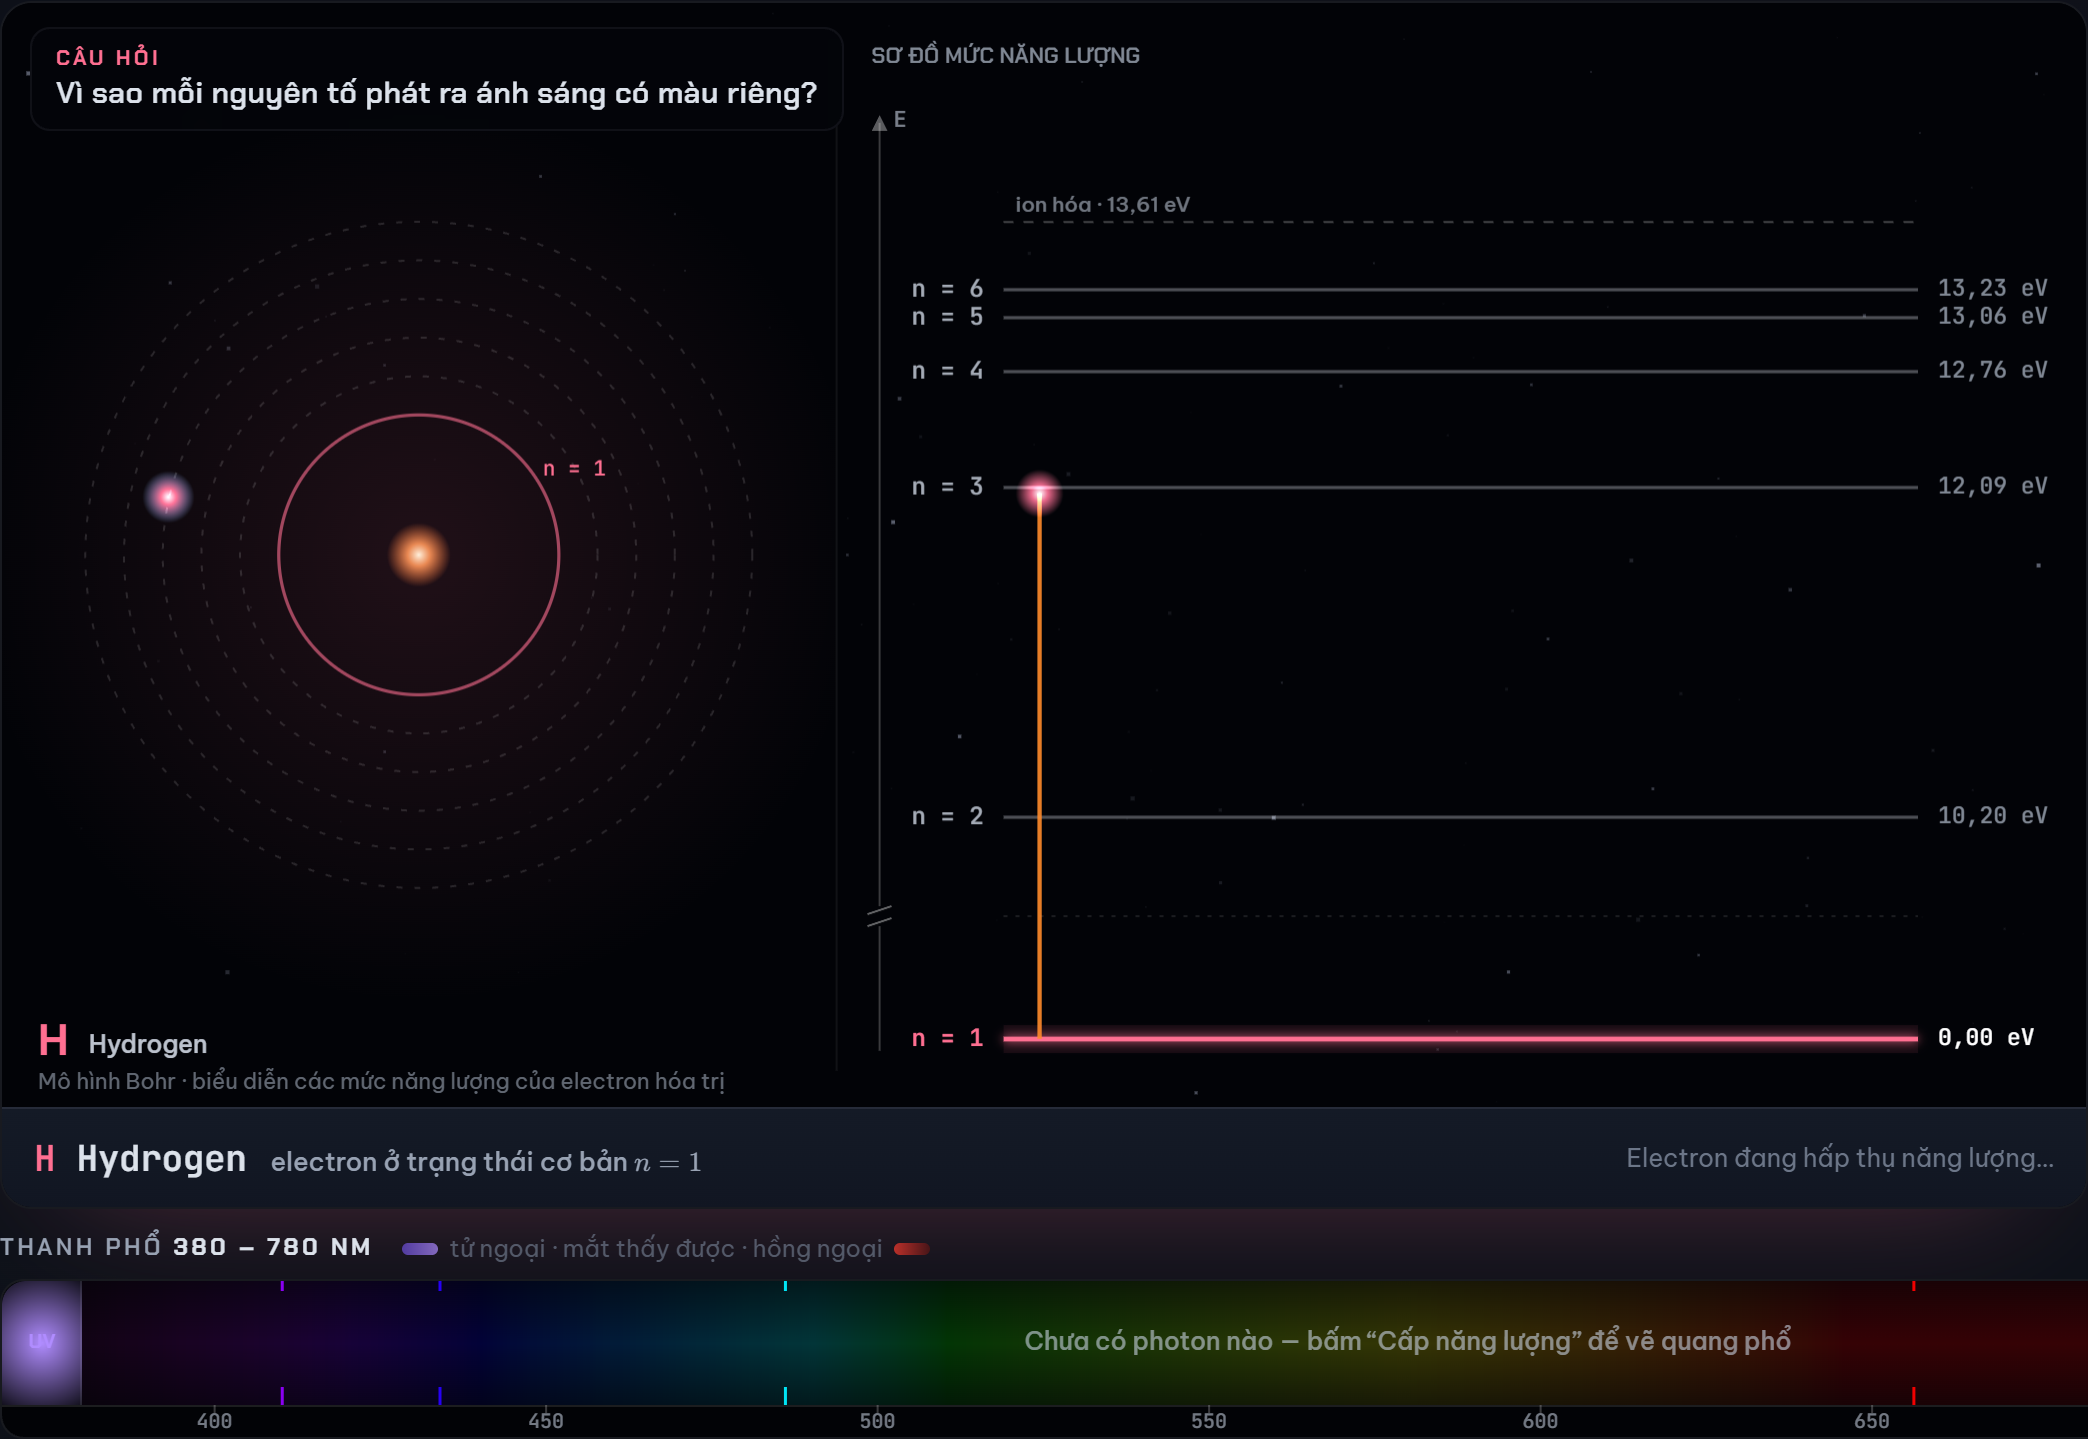 CÂU HỎI
Vì sao mỗi nguyên tố phát ra ánh sáng có màu riêng?
SƠ ĐỒ MỨC NĂNG LƯỢNG
E
ion hóa · 13,61 eV
n = 6 13,23 eV
n = 5 13,06 eV
n = 4 12,76 eV
n = 3 12,09 eV
n = 2 10,20 eV
n = 1 0,00 eV
n = 1
H Hydrogen
Mô hình Bohr · biểu diễn các mức năng lượng của electron hóa trị
H Hydrogen electron ở trạng thái cơ bản n = 1
Electron đang hấp thụ năng lượng...
THANH PHỔ 380 – 780 NM tử ngoại · mắt thấy được · hồng ngoại
UV
Chưa có photon nào — bấm “Cấp năng lượng” để vẽ quang phổ
400 450 500 550 600 650